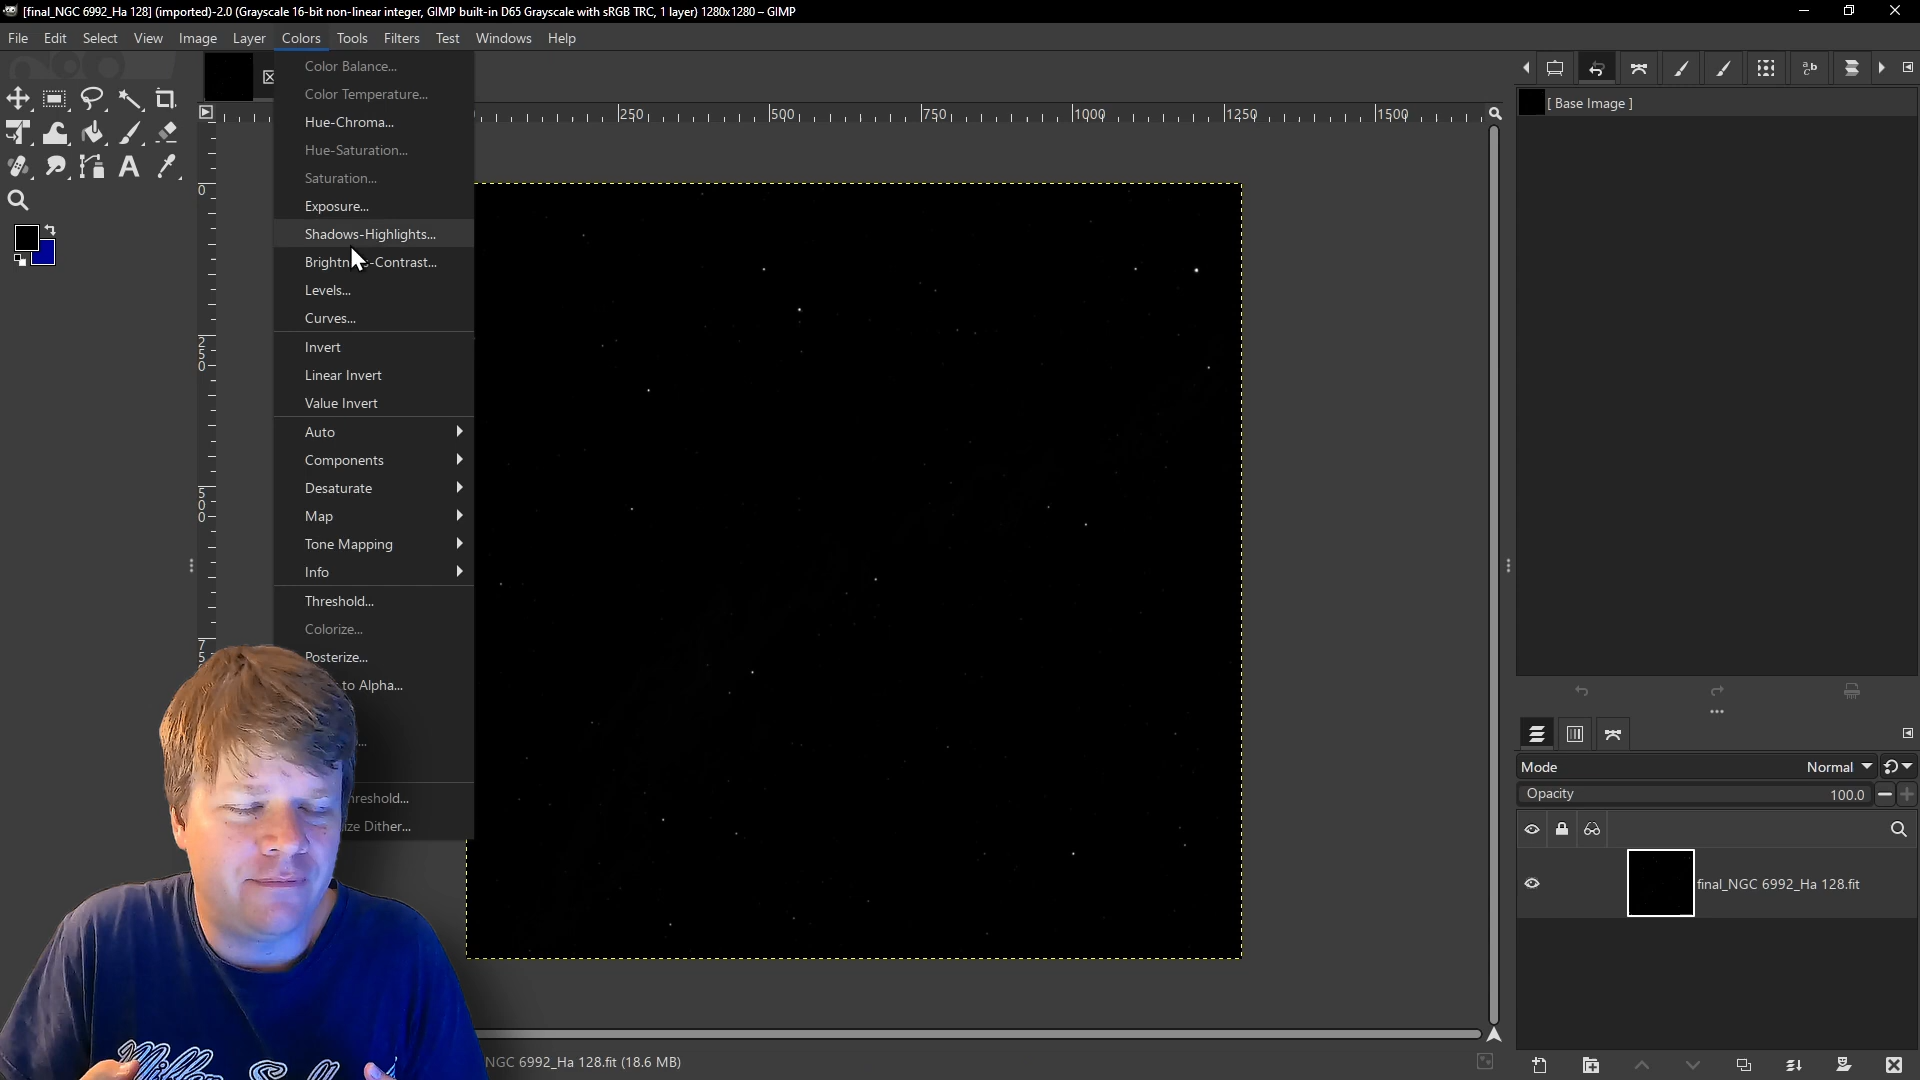 [final_NGC 6992_Ha 128] (imported)-2.0 (Grayscale 16-bit non-linear integer, GIMP built-in D65 Grayscale with sRGB TRC, 1 layer) 1280x1280 – GIMP
File Edit Select View Image Layer Colors Tools Filters Test Windows Help
Color Balance...
Color Temperature...
Hue-Chroma...
Hue-Saturation...
Saturation...
Exposure...
Shadows-Highlights...
-Contrast...
Levels...
Curves...
Invert
Linear Invert
Value Invert
Auto
Components
Desaturate
Map
Tone Mapping
Info
Threshold...
Colorize...
Posterize...
to Alpha...
250 500 750 1000 1250 1500
0
250
500
[ Base Image ]
Mode Normal
Opacity 100.0
final_NGC 6992_Ha 128.fit
NGC 6992_Ha 128.fit (18.6 MB)
Dither...